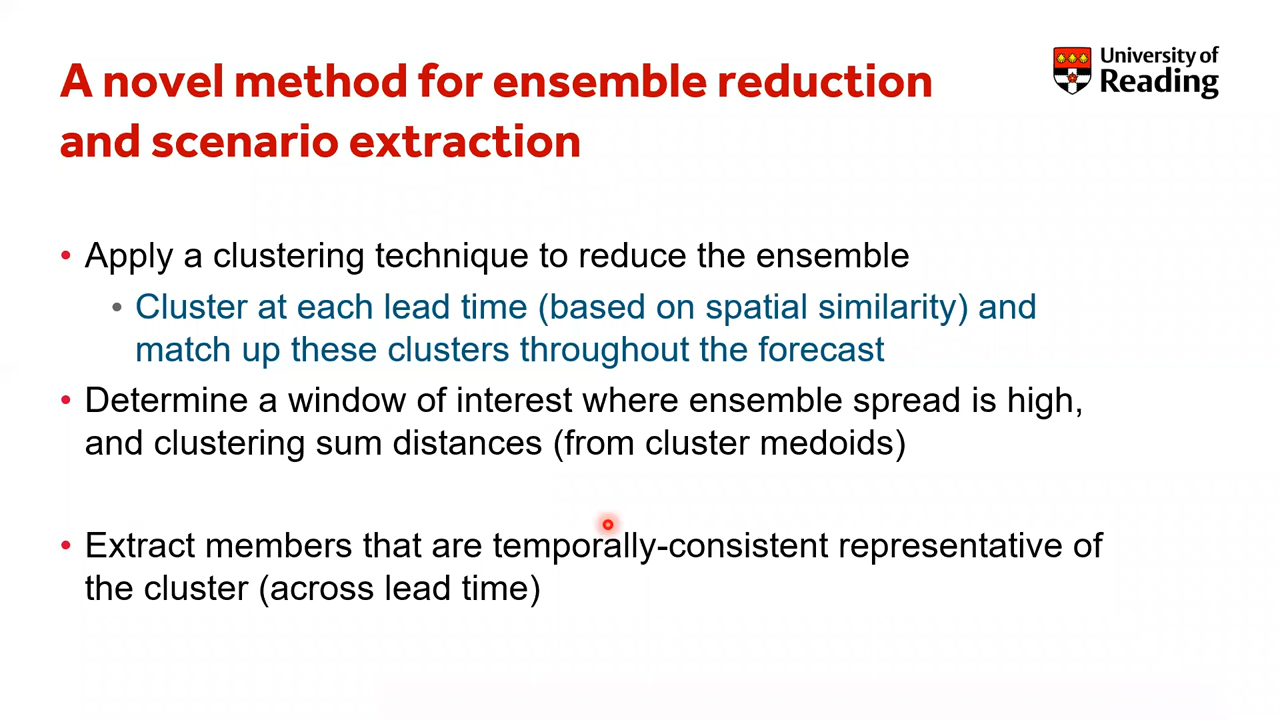 A novel method for ensemble reduction
and scenario extraction
University of
Reading
• Apply a clustering technique to reduce the ensemble
• Cluster at each lead time (based on spatial similarity) and
match up these clusters throughout the forecast
• Determine a window of interest where ensemble spread is high,
and clustering sum distances (from cluster medoids)
• Extract members that are temporally-consistent representative of
the cluster (across lead time)